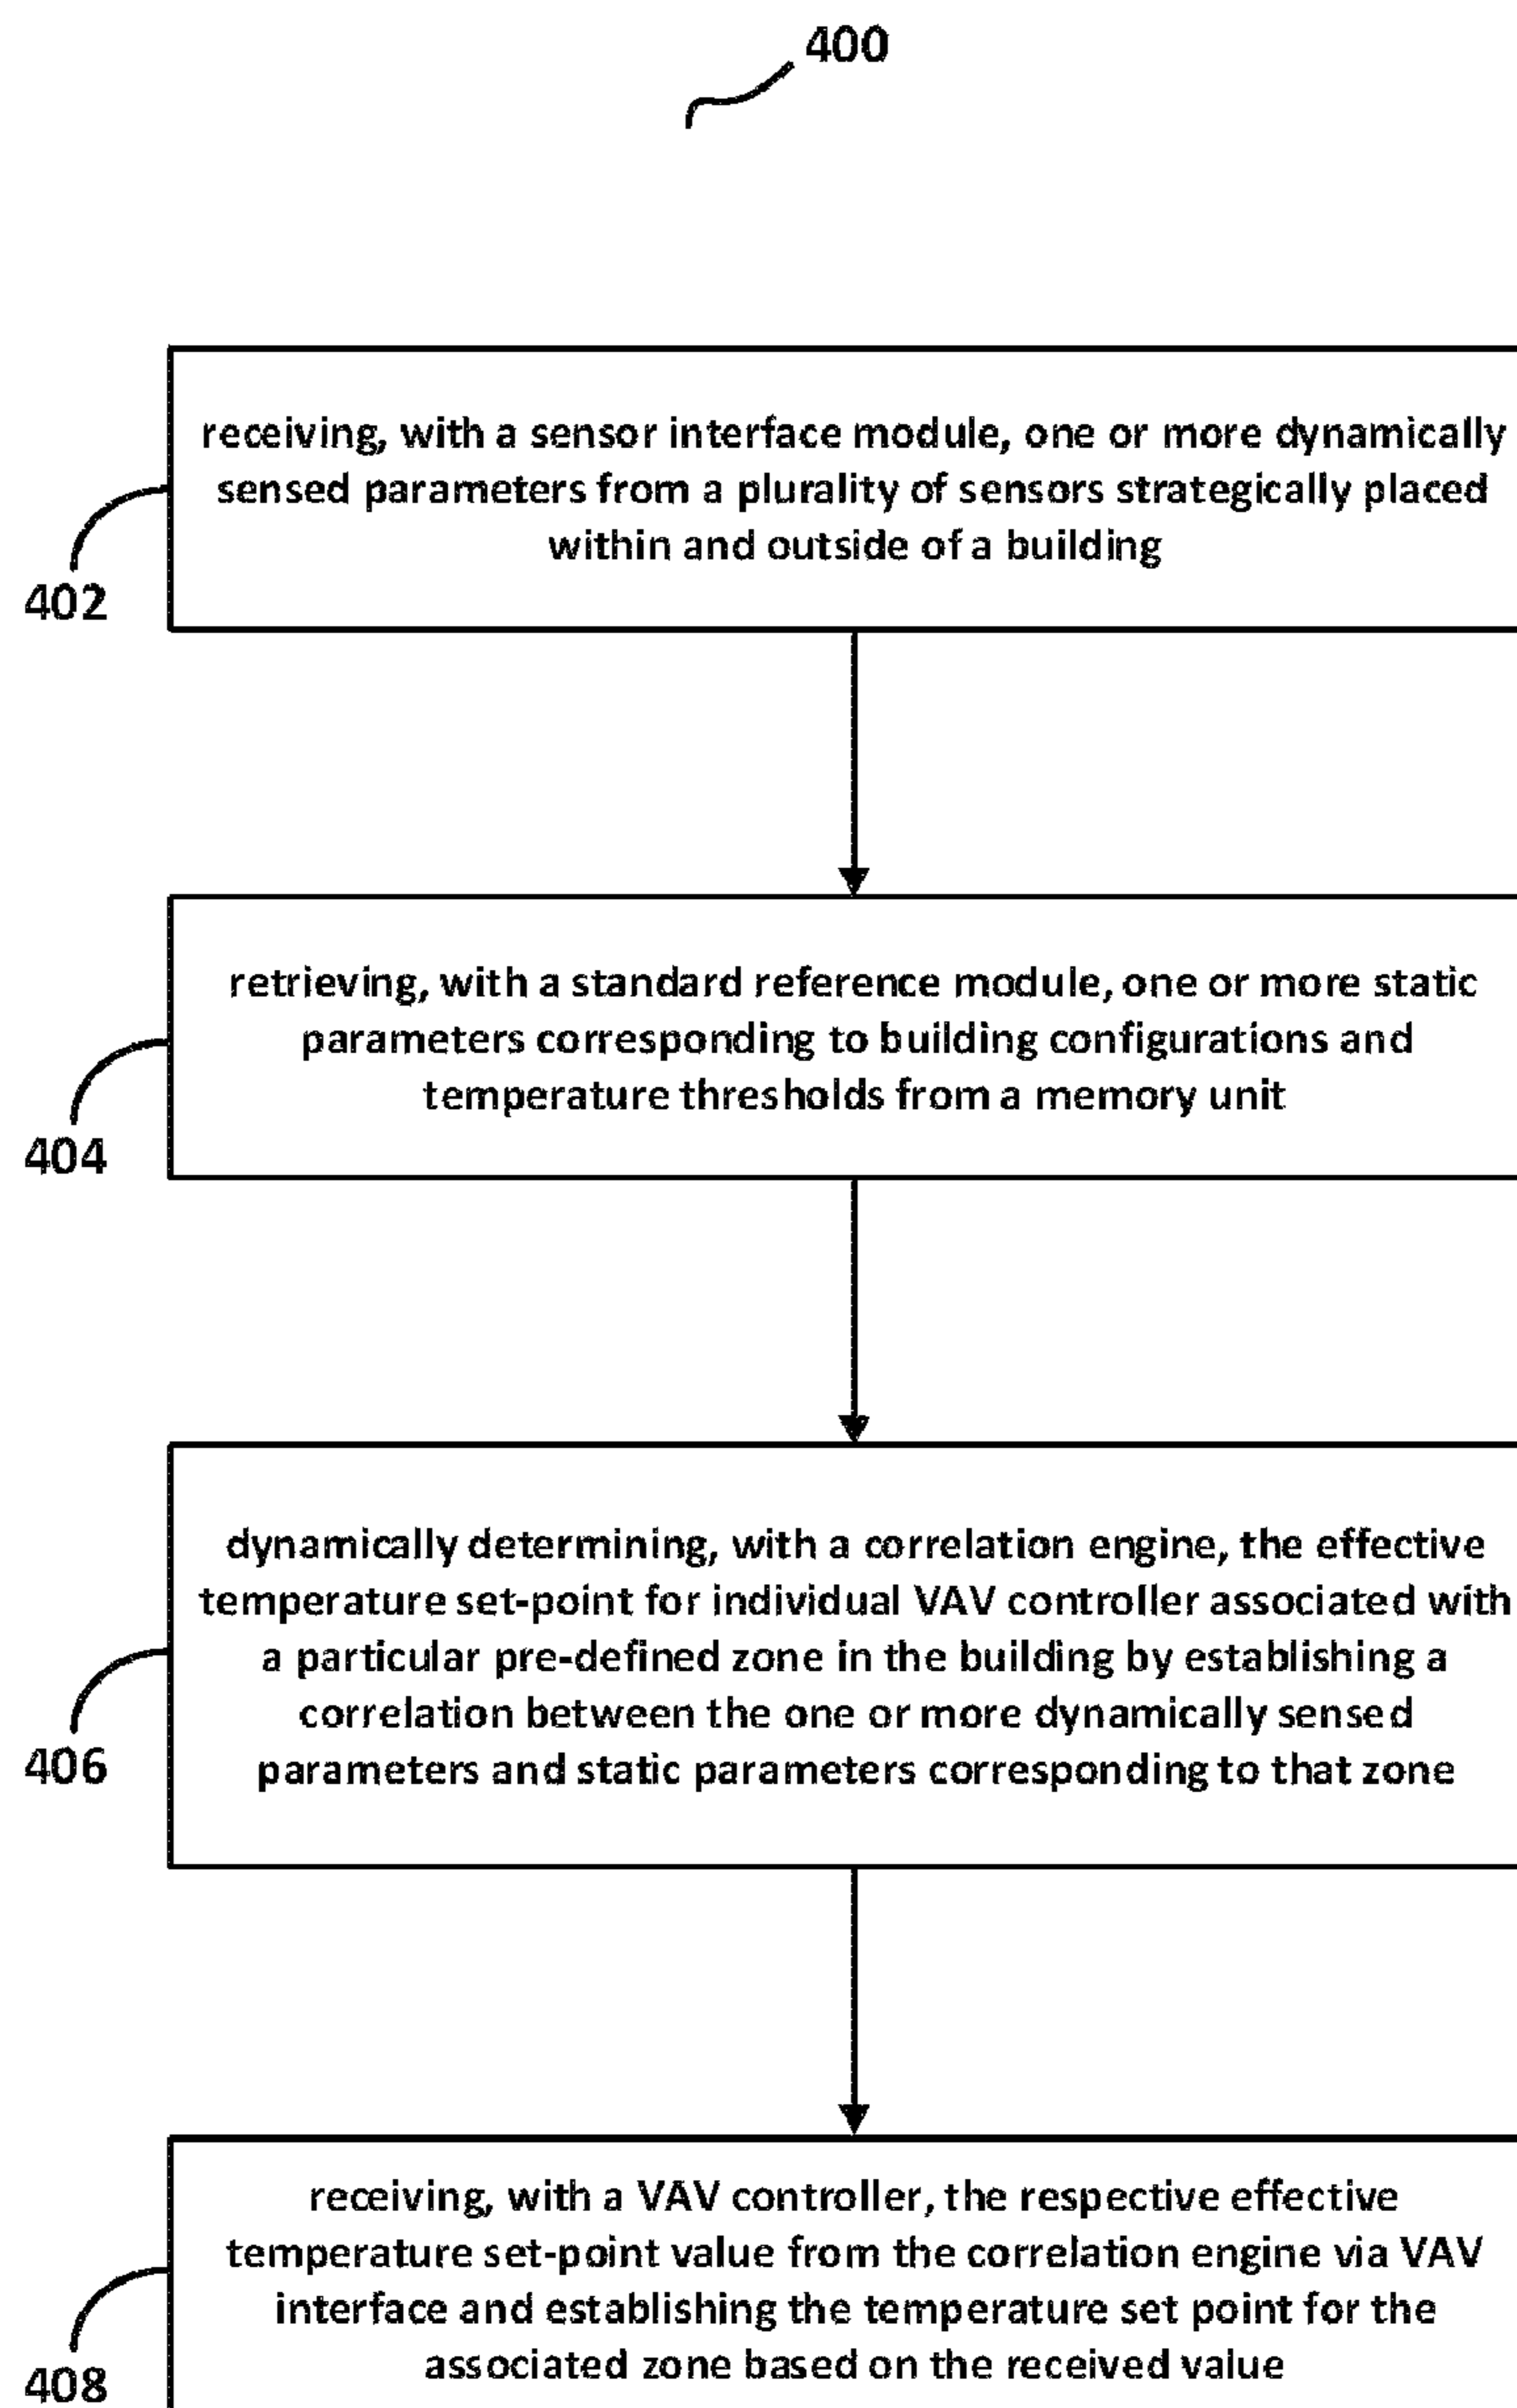 400
receiving, with a sensor interface module, one or more dynamically
sensed parameters from a plurality of sensors strategically placed
within and outside of a building
402
retrieving, with a standard reference module, one or more static
parameters corresponding to building configurations and
temperature thresholds from a memory unit
404
dynamically determining, with a correlation engine, the effective
temperature set-point for individual VAV controller associated with
a particular pre-defined zone in the building by establishing a
correlation between the one or more dynamically sensed
parameters and static parameters corresponding to that zone
406
receiving, with a VAV controller, the respective effective
temperature set-point value from the correlation engine via VAV
interface and establishing the temperature set point for the
associated zone based on the received value
408